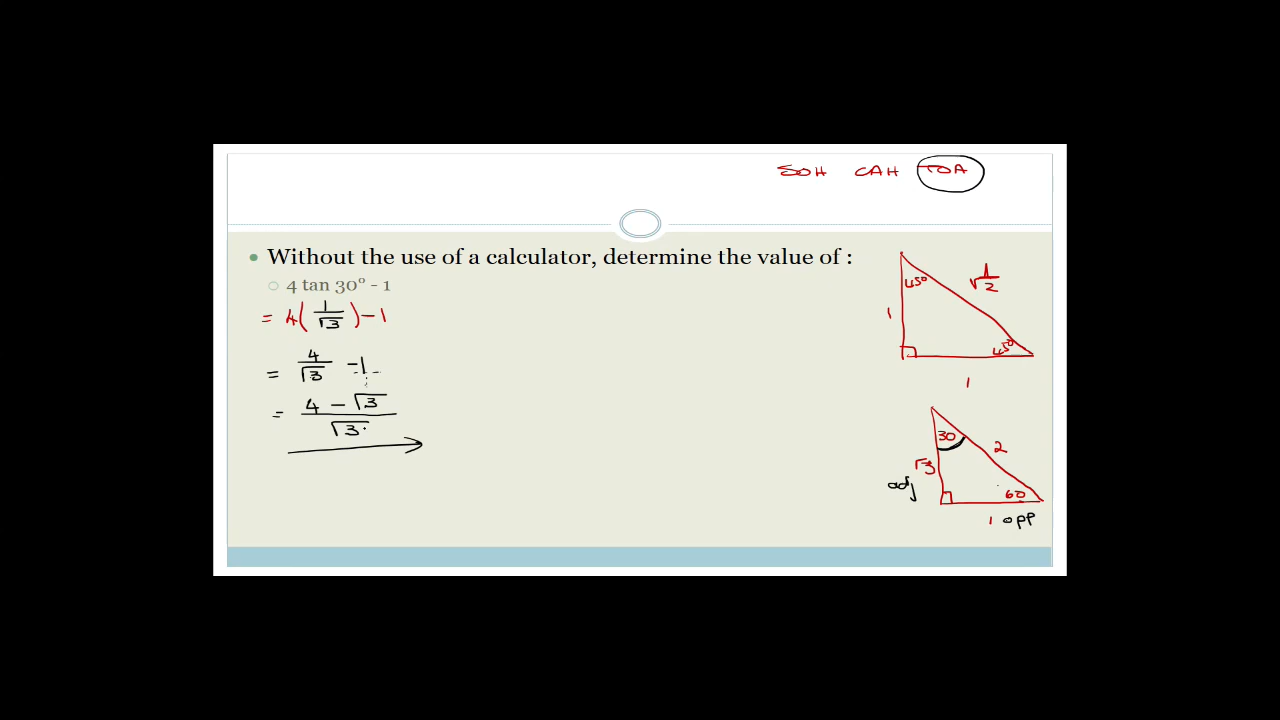 SOH CAH TOA
Without the use of a calculator, determine the value of :
4 tan 30° - 1
= 4( 1/√3 ) - 1
= 4/√3 - 1
= (4 - √3)/√3
45°
√2
1
45°
1
30
2
√3
adj
60
1 opp